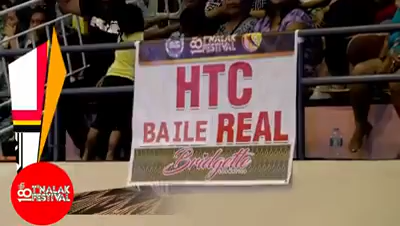 T'NALAK
FESTIVAL
HTC
BAILE REAL
Bridgette
T'NALAK
FESTIVAL